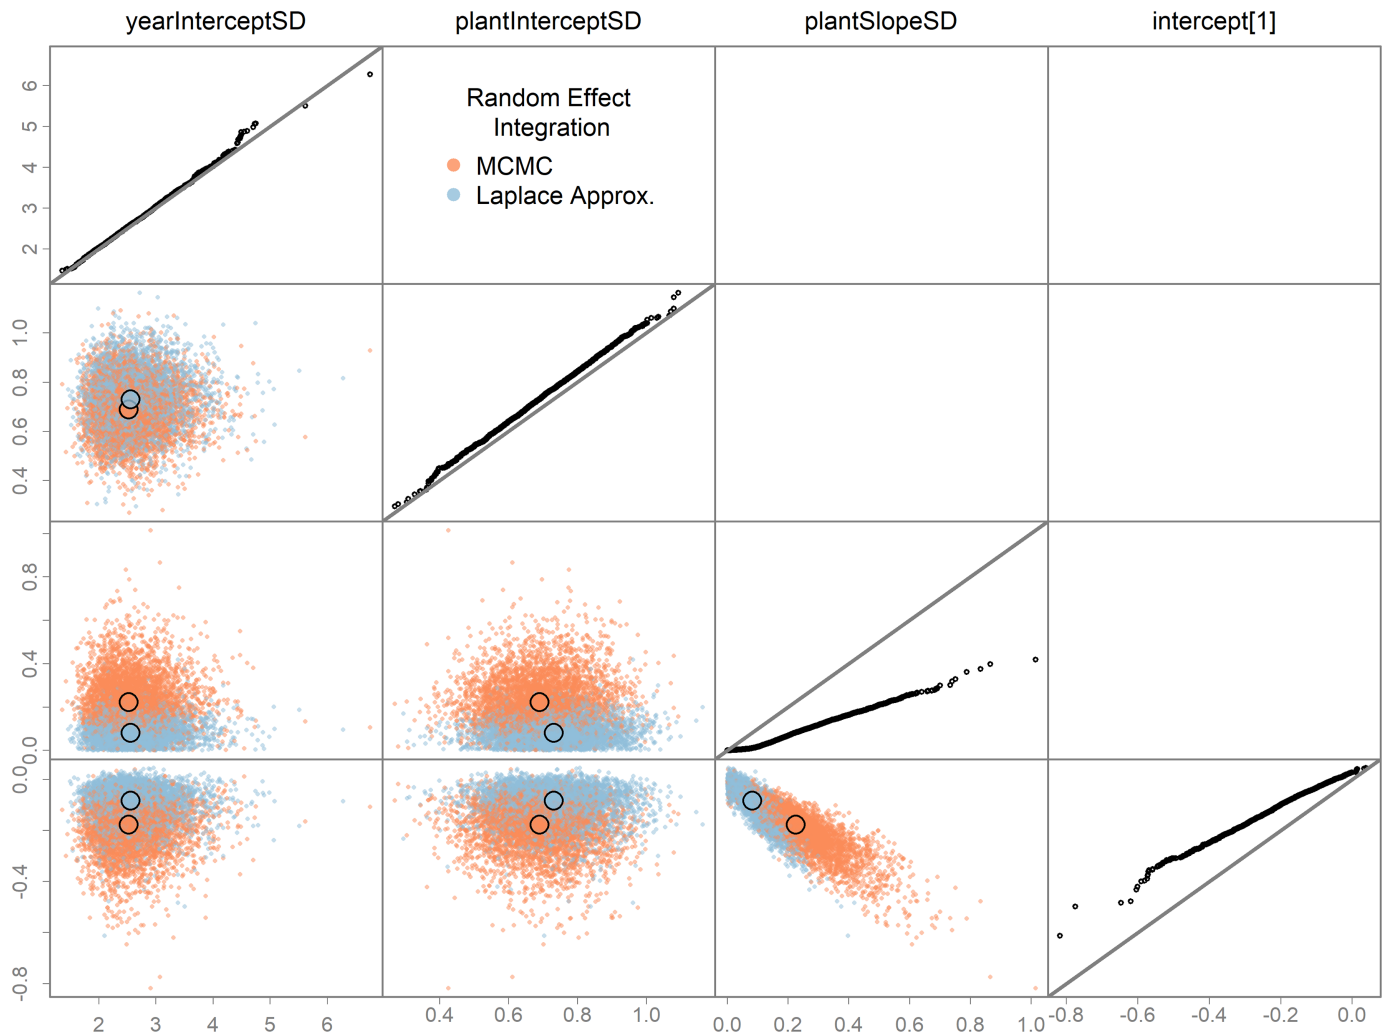 yearInterceptSD plantInterceptSD plantSlopeSD intercept[1]
6
5
4
3
2
Random Effect
Integration
MCMC
Laplace Approx.
1.0
0.8
0.6
0.4
0.8
0.4
0.0
0.0
-0.4
-0.8
2 3 4 5 6 0.4 0.6 0.8 1.0 0.0 0.2 0.4 0.6 0.8 1.0 -0.8 -0.6 -0.4 -0.2 0.0